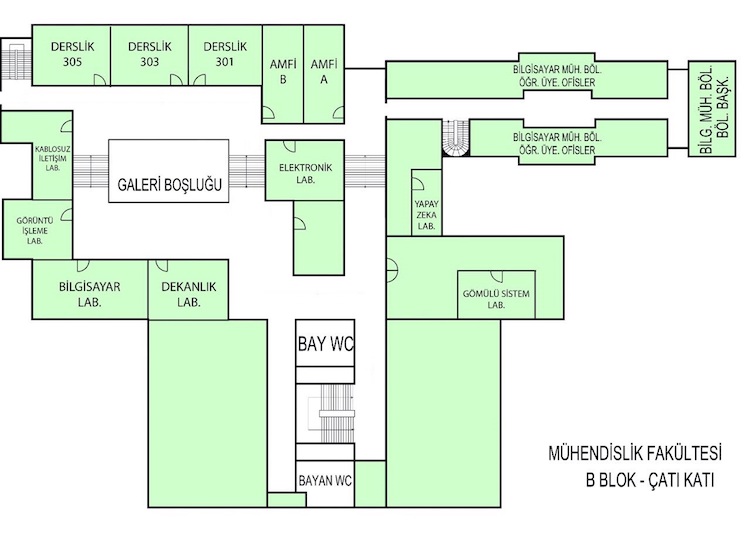 DERSLİK
305
DERSLİK
303
DERSLİK
301
AMFİ
B
AMFİ
A
BİLGİSAYAR MÜH. BÖL.
ÖĞR. ÜYE. OFİSLER
BİLG. MÜH. BÖL.
BÖL. BAŞK.
BİLGİSAYAR MÜH. BÖL.
ÖĞR. ÜYE. OFİSLER
KABLOSUZ
İLETİŞİM
LAB.
GALERİ BOŞLUĞU
ELEKTRONİK
LAB.
YAPAY
ZEKA
LAB.
GÖRÜNTÜ
İŞLEME
LAB.
BİLGİSAYAR
LAB.
DEKANLIK
LAB.
GÖMÜLÜ SİSTEM
LAB.
BAY WC
BAYAN WC
MÜHENDİSLİK FAKÜLTESİ
B BLOK - ÇATI KATI